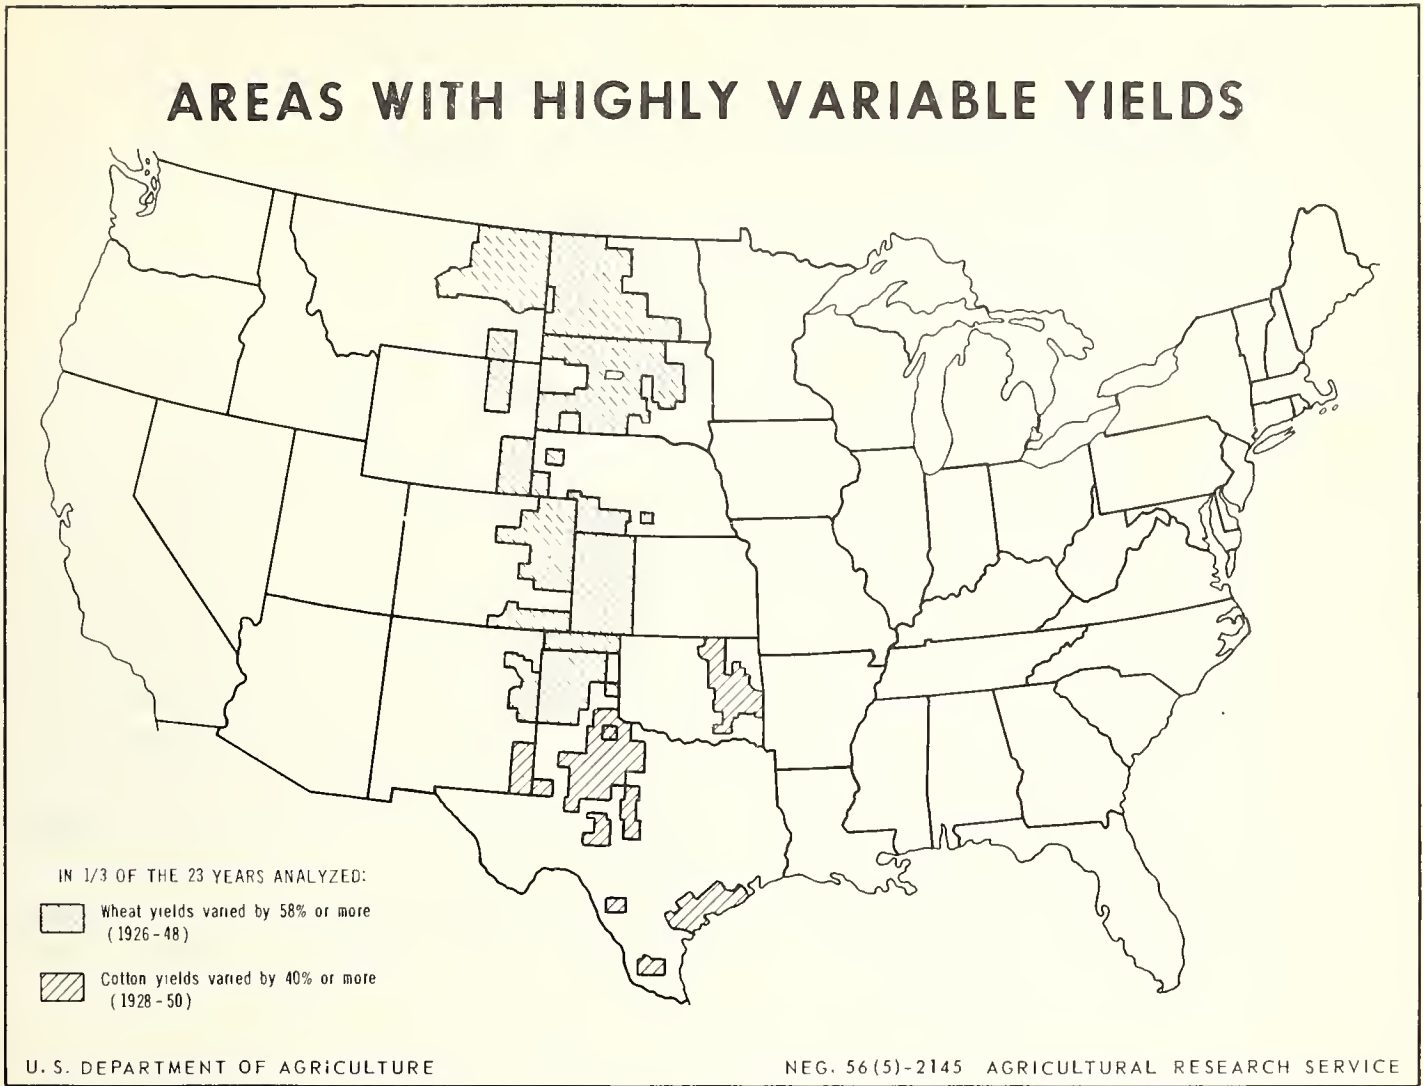 AREAS WITH HIGHLY VARIABLE YIELDS
IN 1/3 OF THE 23 YEARS ANALYZED:
Wheat yields varied by 58% or more
(1926-48)
Cotton yields varied by 40% or more
(1928-50)
U. S. DEPARTMENT OF AGRICULTURE
NEG. 56(5)-2145 AGRICULTURAL RESEARCH SERVICE